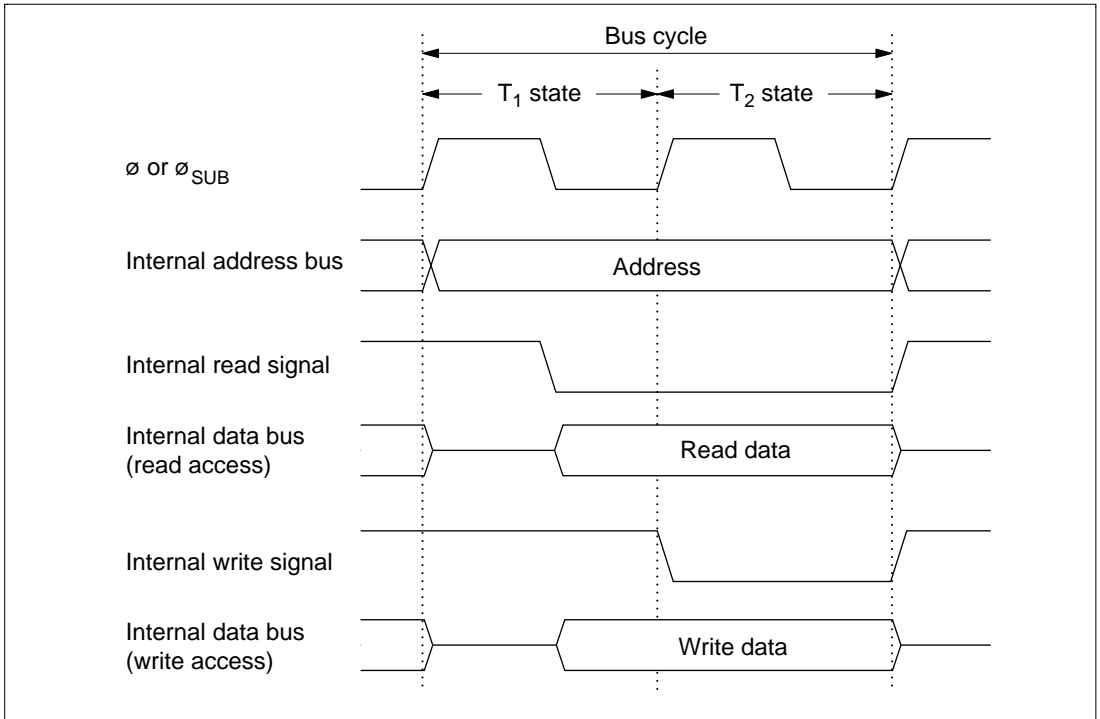 Bus cycle
T₁ state
T₂ state
ø or ø_SUB
Internal address bus
Address
Internal read signal
Internal data bus
(read access)
Read data
Internal write signal
Internal data bus
(write access)
Write data